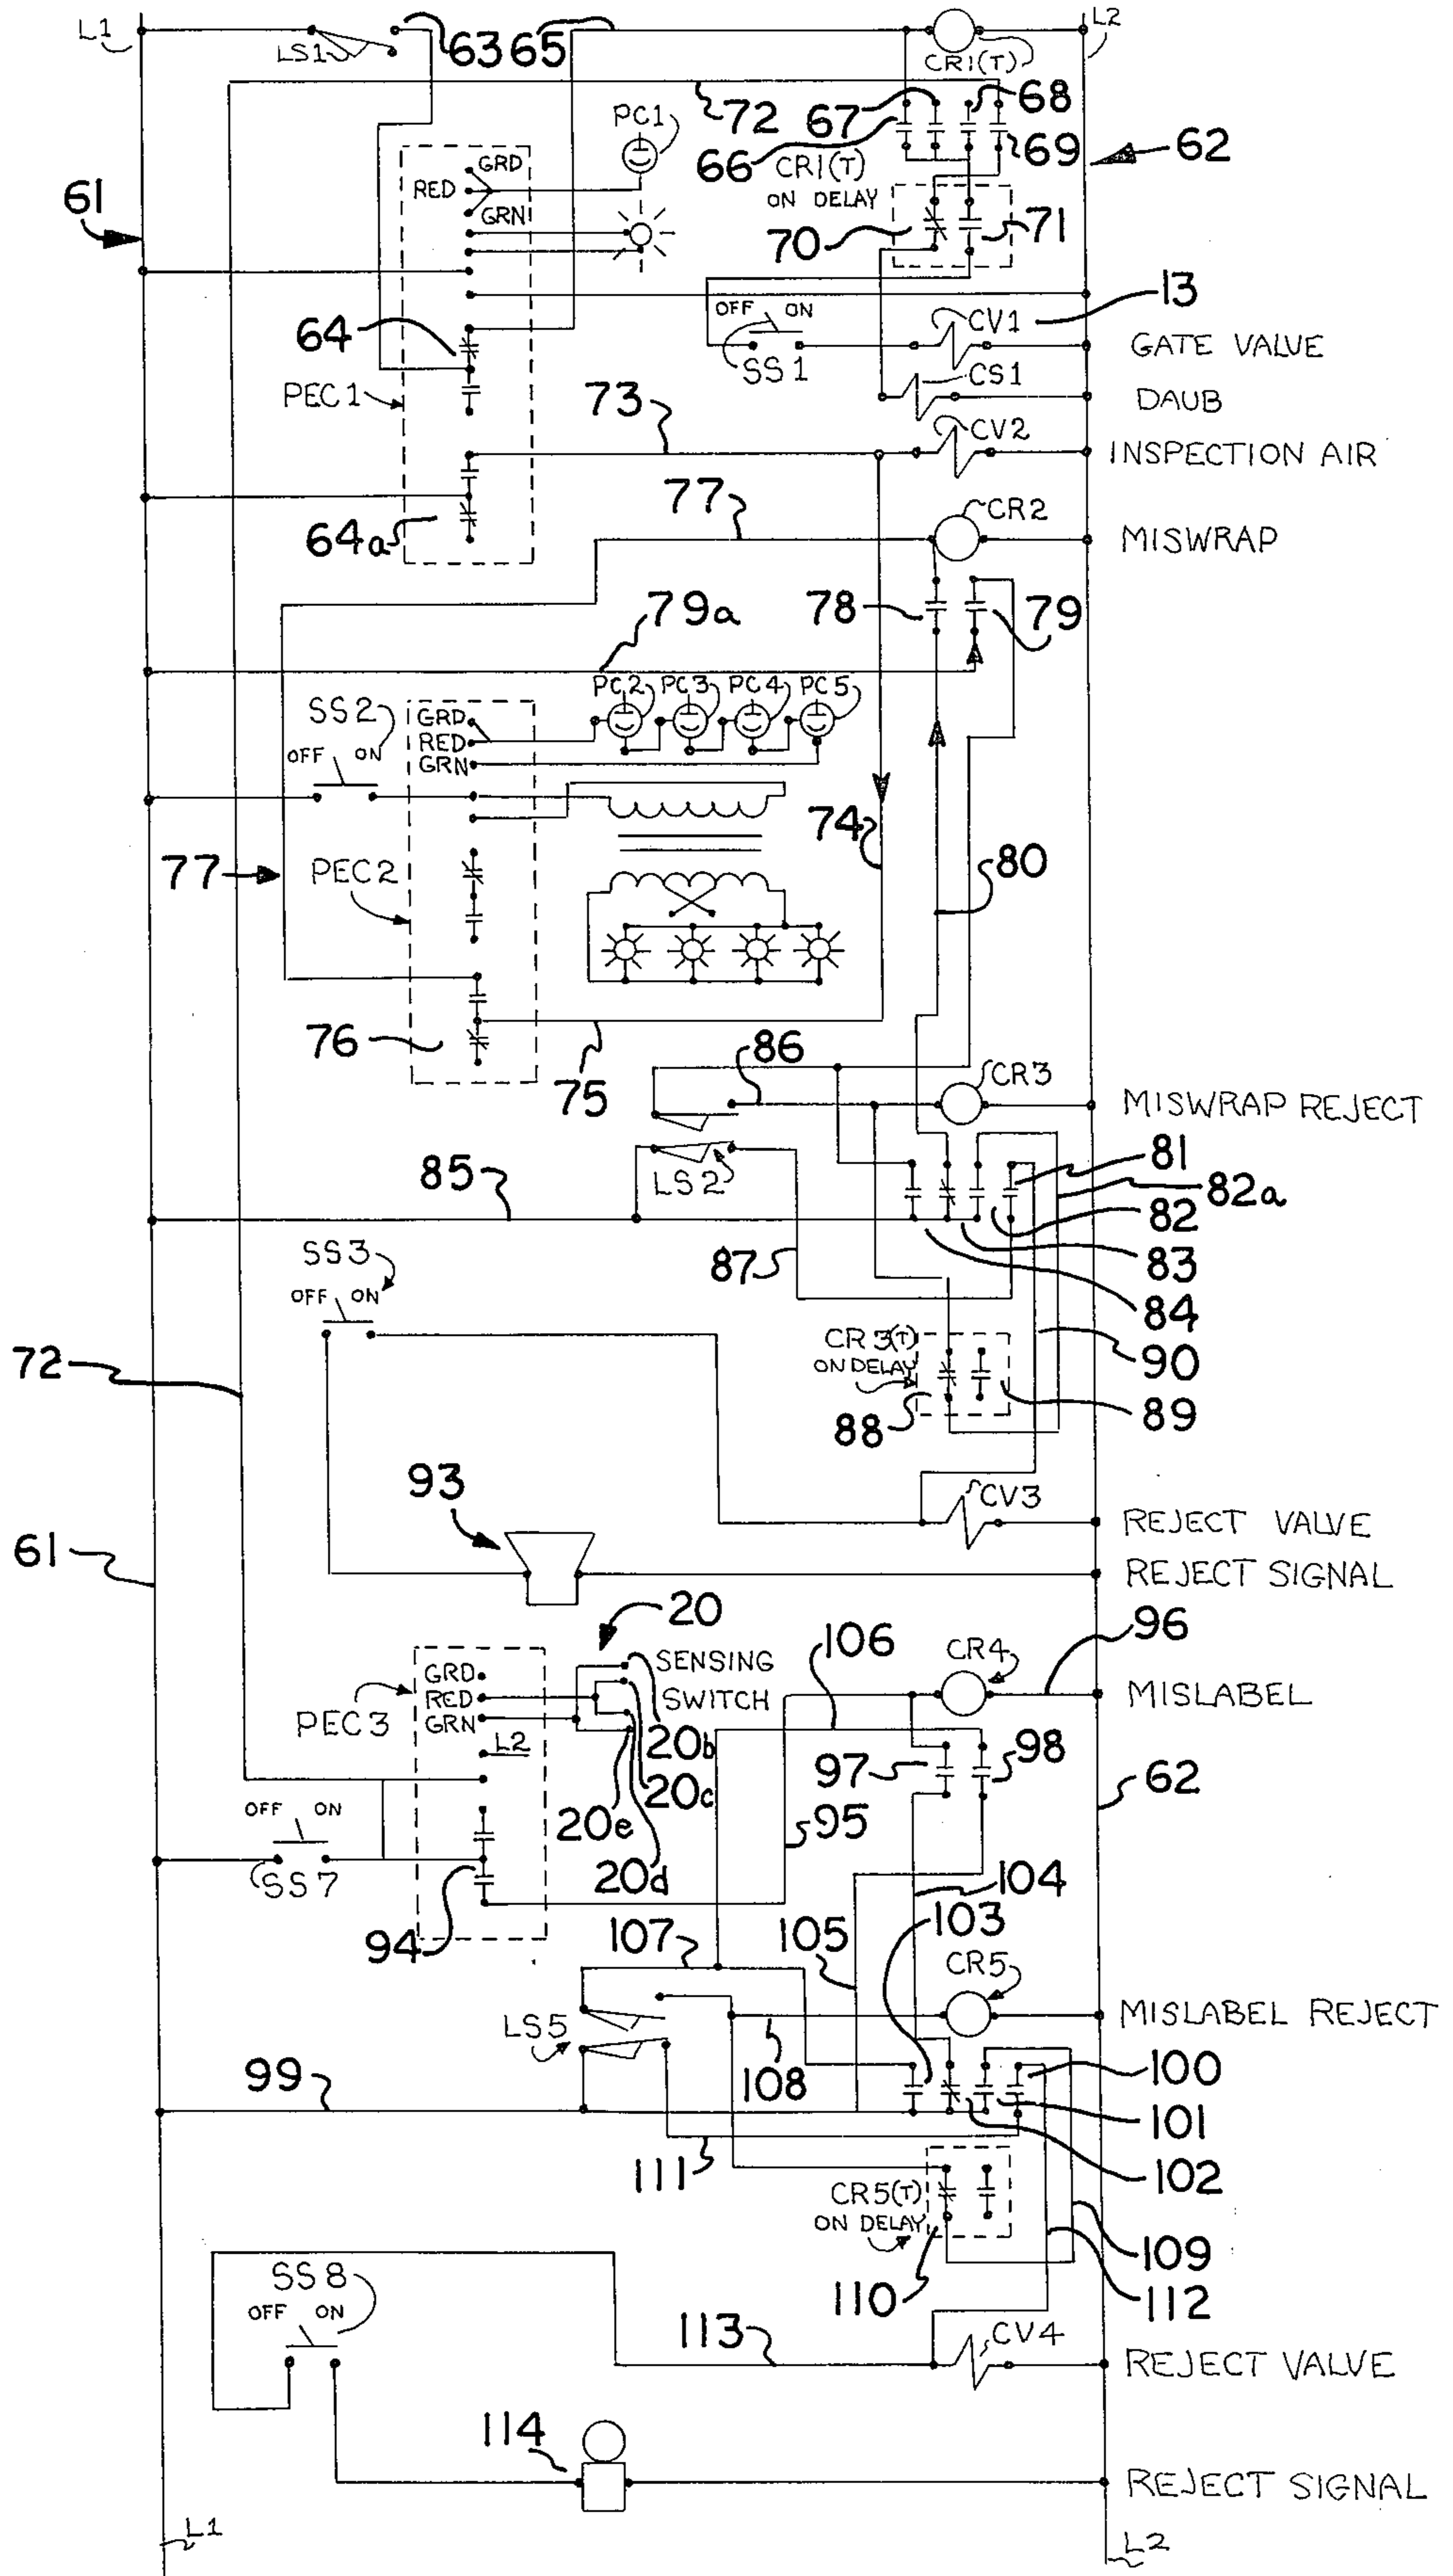 L1
LS1
63
65
CR1(T)
L2
72
67
68
66
69
62
PC1
CR1(T)
ON DELAY
GRD
RED
GRN
61
70
71
13
OFF ON
CV1
GATE VALVE
SS1
64
CS1
DAUB
PEC1
73
CV2
INSPECTION AIR
77
CR2
MISWRAP
64a
79a
78
79
PC2
PC3
PC4
PC5
SS2
GRD
RED
GRN
OFF ON
74
80
77
PEC2
76
75
86
CR3
MISWRAP REJECT
81
LS2
82a
85
82
83
87
84
SS3
OFF ON
CR3(T)
ON DELAY
90
72
89
88
93
CV3
REJECT VALVE
61
REJECT SIGNAL
20
96
106
CR4
SENSING
SWITCH
MISLABEL
GRD
RED
GRN
PEC3
L2
20b
97
98
20c
62
OFF ON
20e
95
SS7
20d
104
103
94
107
105
CR5
LS5
MISLABEL REJECT
108
100
99
101
111
102
CR5(T)
ON DELAY
109
110
112
SS8
OFF ON
113
CV4
REJECT VALVE
114
REJECT SIGNAL
L1
L2